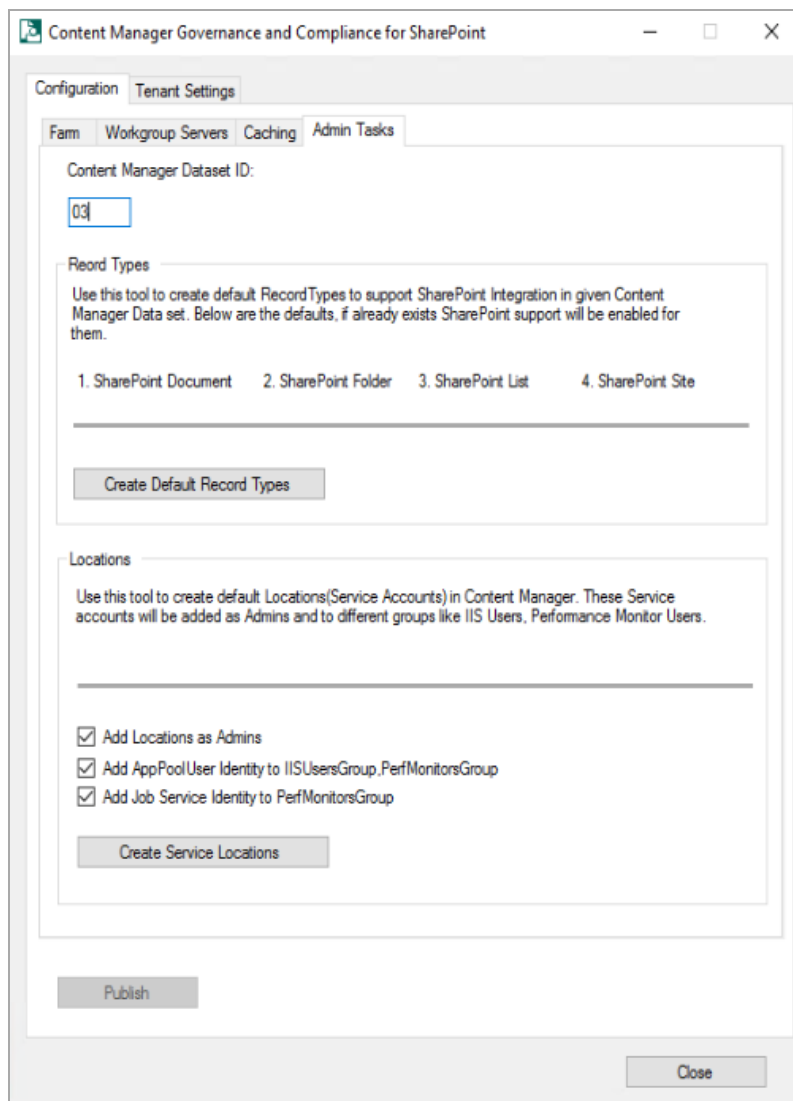 Content Manager Governance and Compliance for SharePoint
Configuration Tenant Settings
Farm Workgroup Servers Caching Admin Tasks
Content Manager Dataset ID:
03
Reord Types
Use this tool to create default RecordTypes to support SharePoint Integration in given Content
Manager Data set. Below are the defaults, if already exists SharePoint support will be enabled for
them.
1. SharePoint Document 2. SharePoint Folder 3. SharePoint List 4. SharePoint Site
Create Default Record Types
Locations
Use this tool to create default Locations(Service Accounts) in Content Manager. These Service
accounts will be added as Admins and to different groups like IIS Users, Performance Monitor Users.
Add Locations as Admins
Add AppPoolUser Identity to IISUsersGroup,PerfMonitorsGroup
Add Job Service Identity to PerfMonitorsGroup
Create Service Locations
Publish
Close